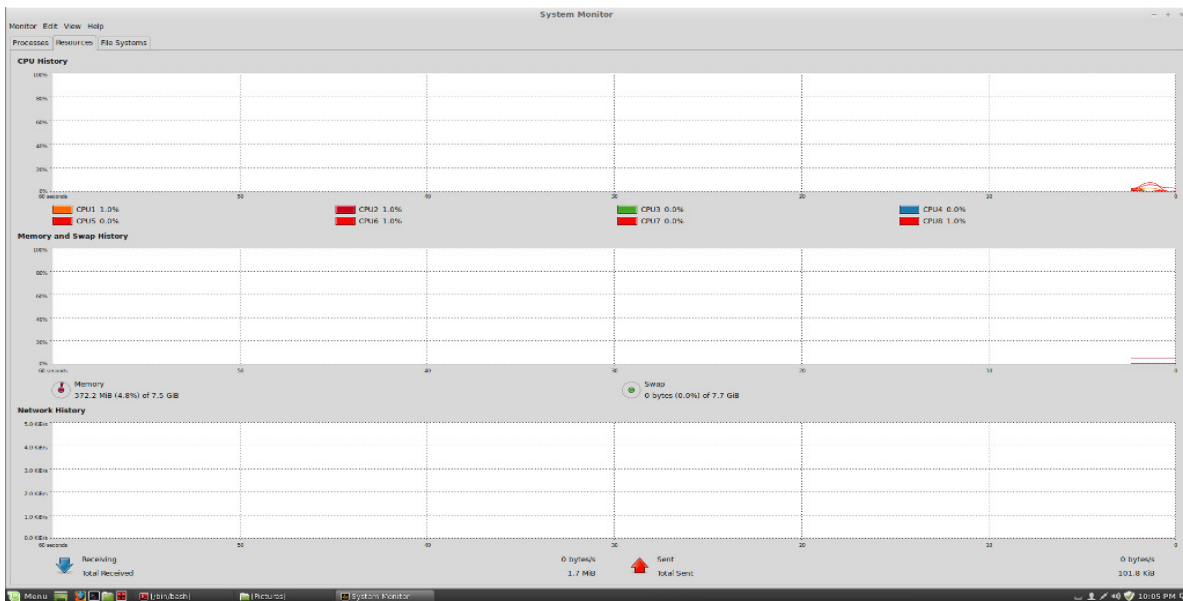 System Monitor
Monitor Edit View Help
Processes Resources File Systems
CPU History
100%
80%
60%
40%
20%
0%
60 seconds 50 40 30 20 10 0
CPU1 1.0% CPU2 1.0% CPU3 0.0% CPU4 0.0%
CPU5 0.0% CPU6 1.0% CPU7 0.0% CPU8 1.0%
Memory and Swap History
100%
80%
60%
40%
20%
0%
60 seconds 50 40 30 20 10 0
Memory
372.2 MiB (4.8%) of 7.5 GiB
Swap
0 bytes (0.0%) of 7.7 GiB
Network History
5.0 KiB/s
4.0 KiB/s
3.0 KiB/s
2.0 KiB/s
1.0 KiB/s
0.0 KiB/s
60 seconds 50 40 30 20 10 0
Receiving 0 bytes/s
Total Received 1.7 MiB
Sent 0 bytes/s
Total Sent 101.8 KiB
Menu [/bin/bash] [Pictures] System Monitor 10:05 PM